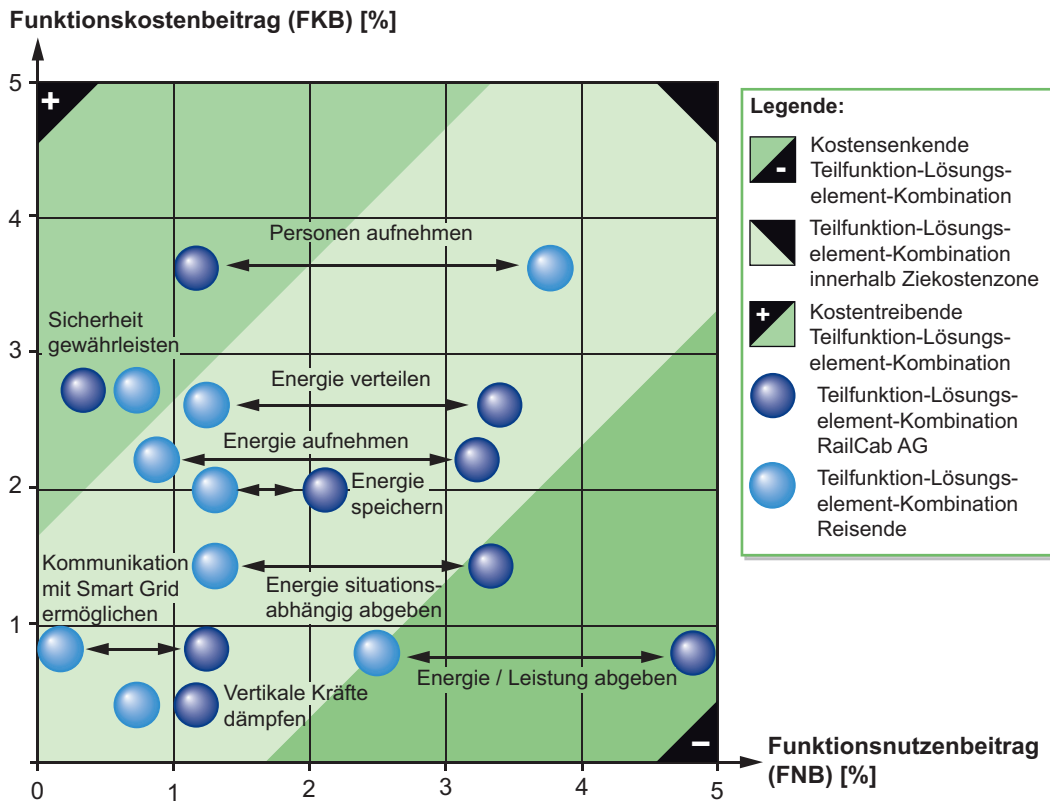 Funktionskostenbeitrag (FKB) [%]
5
4
3
2
1
0
1
2
3
4
5
+
-
Personen aufnehmen
Sicherheit
gewährleisten
Energie verteilen
Energie aufnehmen
Energie
speichern
Kommunikation
mit Smart Grid
ermöglichen
Energie situations-
abhängig abgeben
Energie / Leistung abgeben
Vertikale Kräfte
dämpfen
Funktionsnutzenbeitrag
(FNB) [%]
Legende:
-
Kostensenkende
Teilfunktion-Lösungs-
element-Kombination
Teilfunktion-Lösungs-
element-Kombination
innerhalb Ziekostenzone
+
Kostentreibende
Teilfunktion-Lösungs-
element-Kombination
Teilfunktion-Lösungs-
element-Kombination
RailCab AG
Teilfunktion-Lösungs-
element-Kombination
Reisende